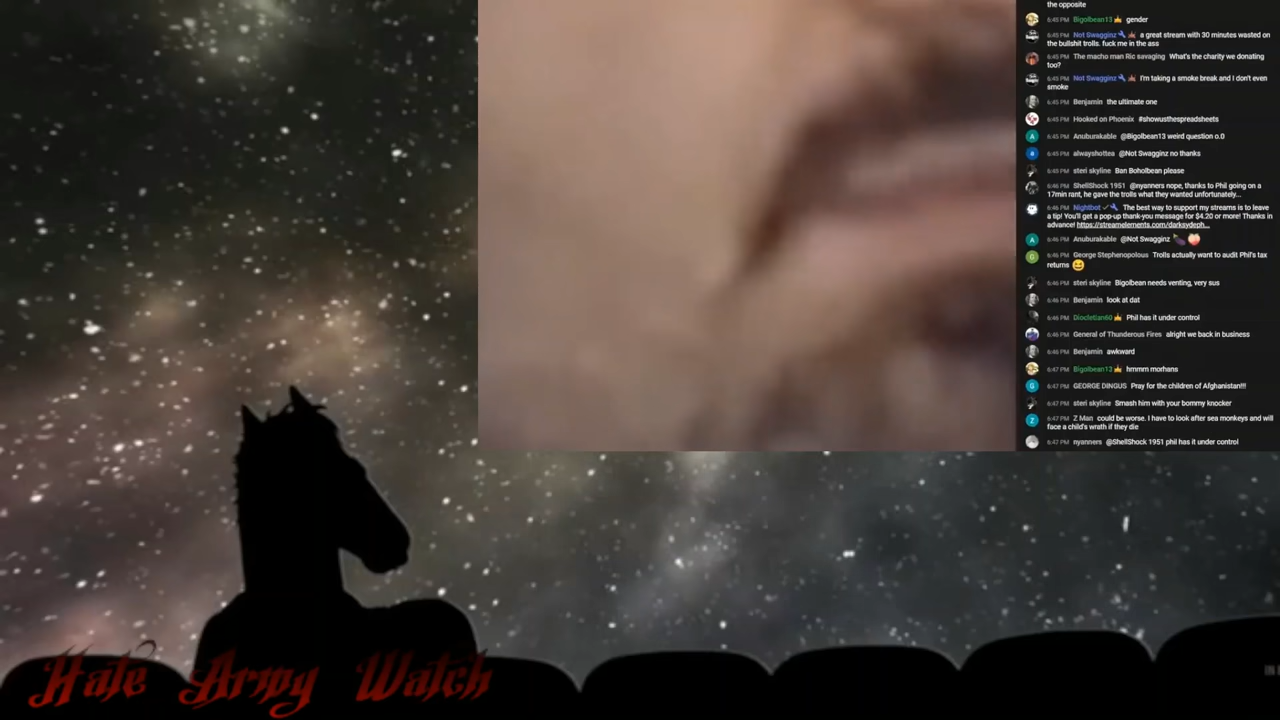 the opposite
6:45 PM Bigolbean13 gender
6:45 PM Not Swagginz a great stream with 30 minutes wasted on
the bullshit trolls. fuck me in the ass
6:45 PM The macho man Ric savaging What's the charity we donating
too?
6:45 PM Not Swagginz I'm taking a smoke break and I don't even
smoke
6:45 PM Benjamin the ultimate one
6:45 PM Hooked on Phoenix #showusthespreadsheets
6:45 PM Anuburakable @Bigolbean13 weird question o.0
6:45 PM alwayshottea @Not Swagginz no thanks
6:45 PM steri skyline Ban Boholbean please
6:46 PM ShellShock 1951 @nyanners nope, thanks to Phil going on a
17min rant, he gave the trolls what they wanted unfortunately...
6:46 PM Nightbot The best way to support my streams is to leave
a tip! You'll get a pop-up thank-you message for $4.20 or more! Thanks in
advance! https://streamelements.com/darksydeph...
6:46 PM Anuburakable @Not Swagginz 🍆 🍑
6:46 PM George Stephenopolous Trolls actually want to audit Phil's tax
returns 😆
6:46 PM steri skyline Bigolbean needs venting, very sus
6:46 PM Benjamin look at dat
6:46 PM Diocletian60 Phil has it under control
6:46 PM General of Thunderous Fires alright we back in business
6:46 PM Benjamin awkward
6:47 PM Bigolbean13 hmmm morhans
6:47 PM GEORGE DINGUS Pray for the children of Afghanistan!!!
6:47 PM steri skyline Smash him with your bommy knocker
6:47 PM Z Man could be worse. I have to look after sea monkeys and will
face a child's wrath if they die
6:47 PM nyanners @ShellShock 1951 phil has it under control
Hate Army Watch